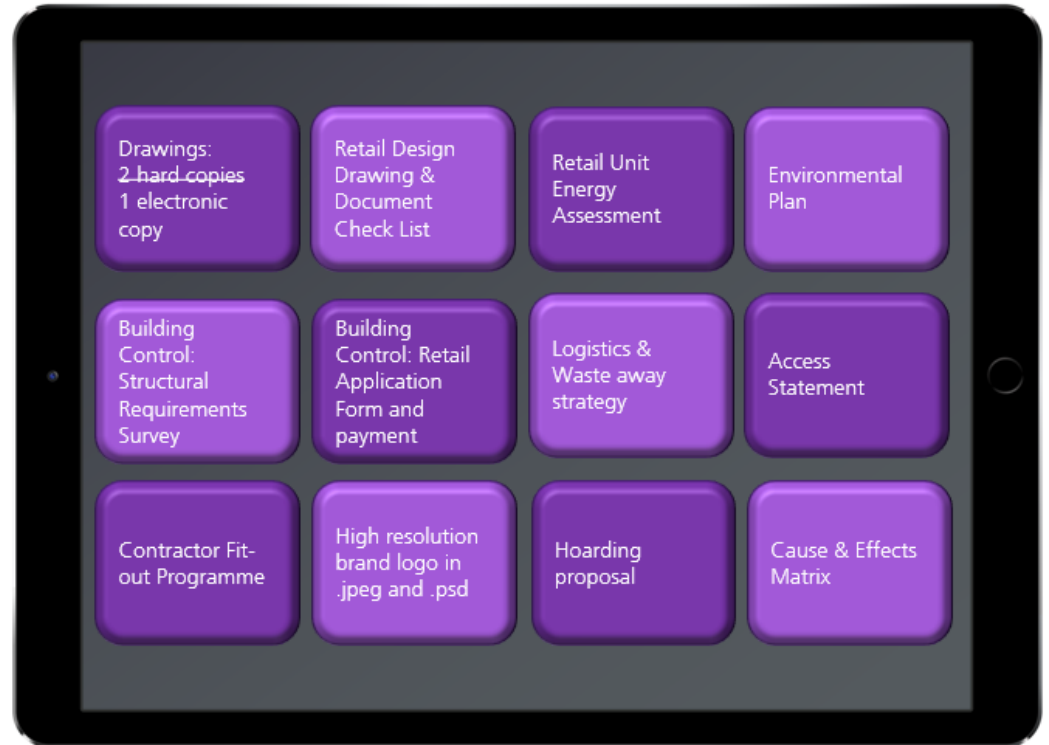 Drawings:
2 hard copies
1 electronic
copy
Retail Design
Drawing &
Document
Check List
Retail Unit
Energy
Assessment
Environmental
Plan
Building
Control:
Structural
Requirements
Survey
Building
Control: Retail
Application
Form and
payment
Logistics &
Waste away
strategy
Access
Statement
Contractor Fit-
out Programme
High resolution
brand logo in
.jpeg and .psd
Hoarding
proposal
Cause & Effects
Matrix